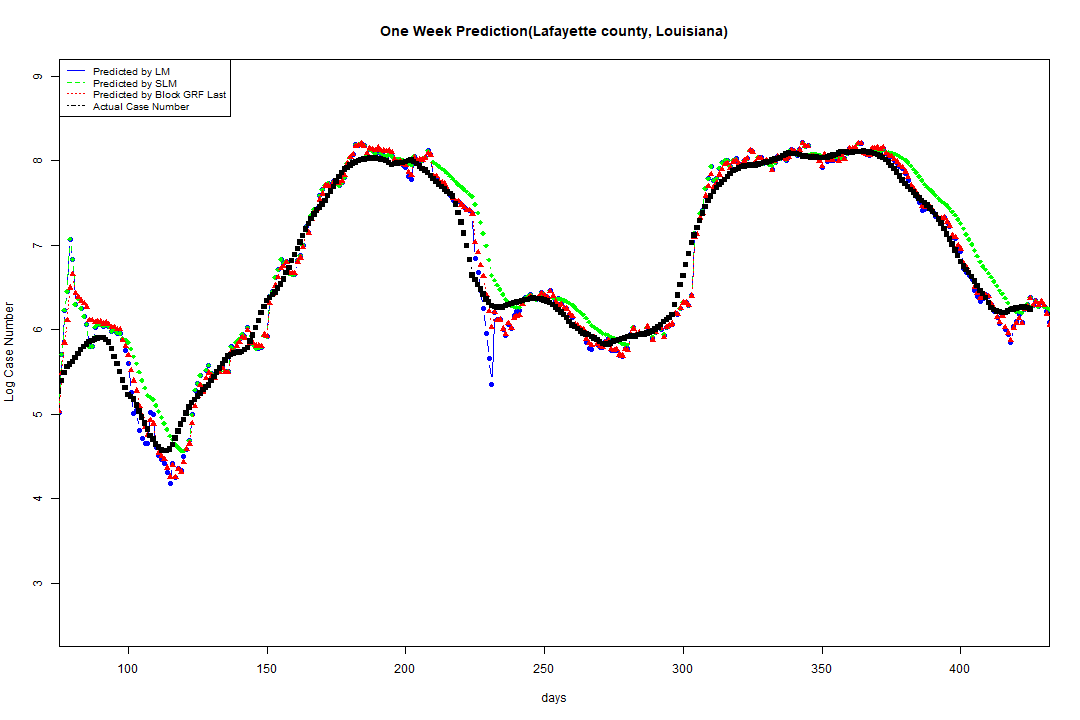 One Week Prediction(Lafayette county, Louisiana)
Predicted by LM
Predicted by SLM
Predicted by Block GRF Last
Actual Case Number
9
8
7
6
5
4
3
Log Case Number
100 150 200 250 300 350 400
days